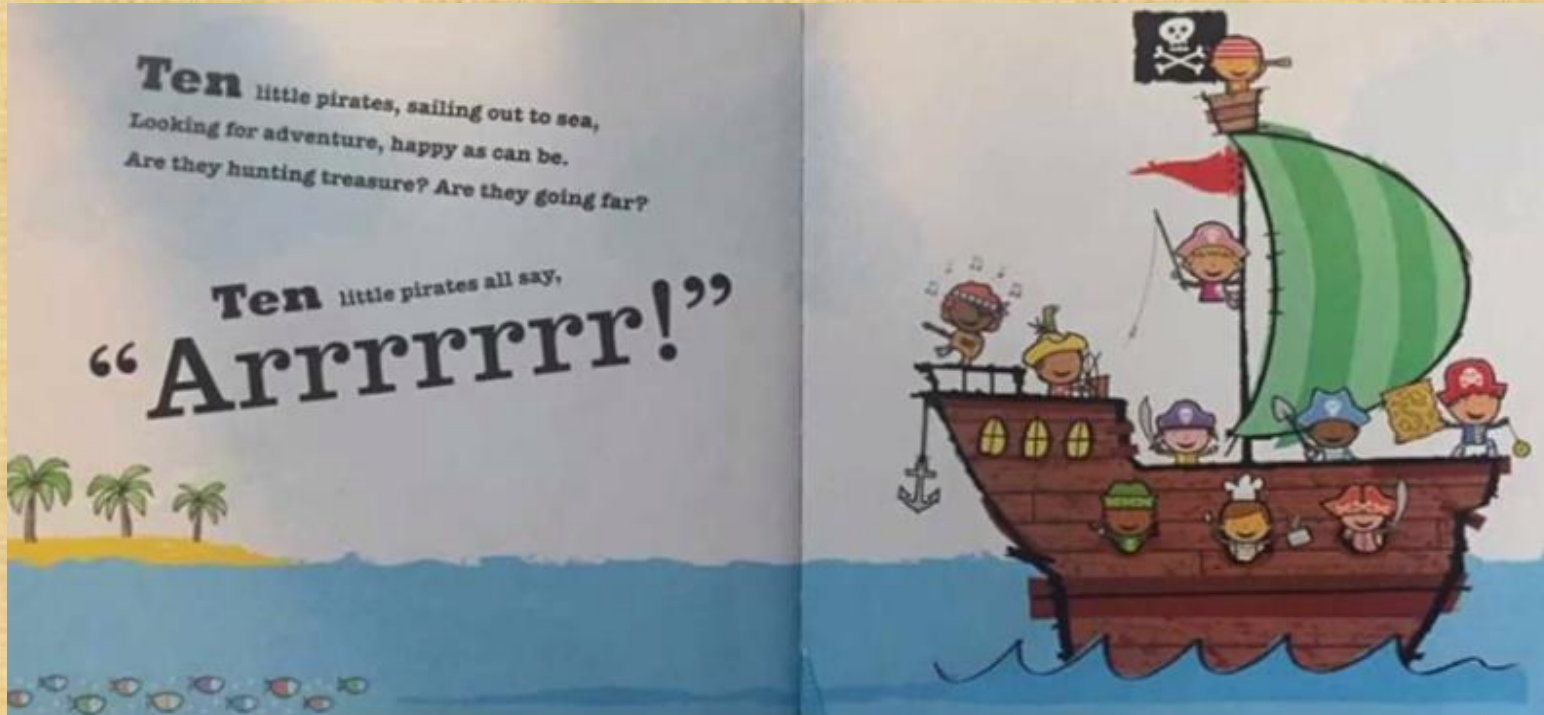 Ten little pirates, sailing out to sea,
Looking for adventure, happy as can be.
Are they hunting treasure? Are they going far?
Ten little pirates all say,
“Arrrrrrr!”